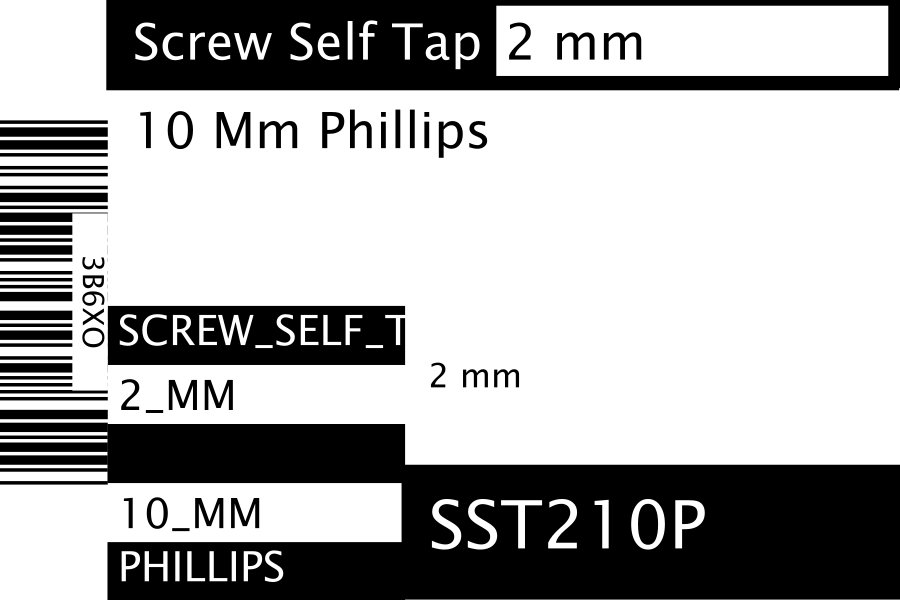 Screw Self Tap 2 mm
10 Mm Phillips
3B6XO
SCREW_SELF_T
2 mm
2_MM
10_MM
SST210P
PHILLIPS